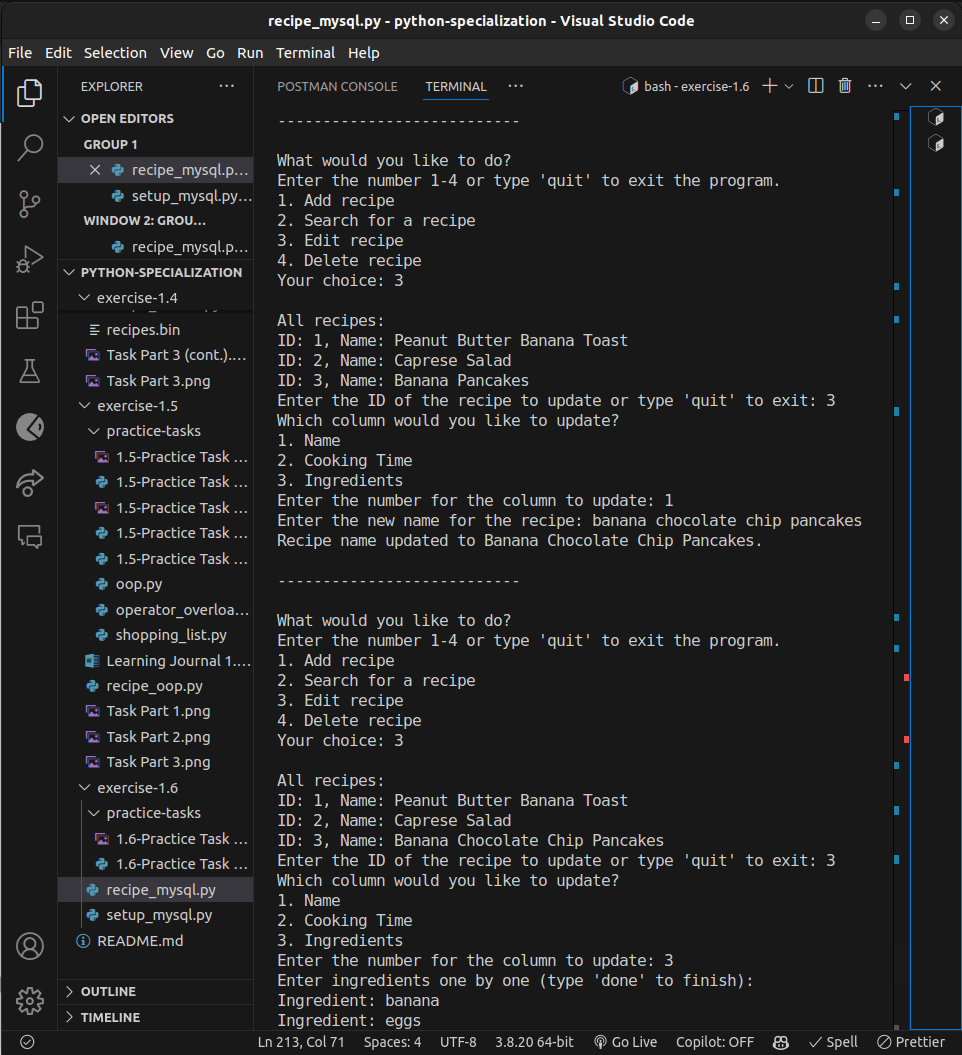 recipe_mysql.py - python-specialization - Visual Studio Code
File Edit Selection View Go Run Terminal Help
EXPLORER
OPEN EDITORS
GROUP 1
recipe_mysql.p...
setup_mysql.py...
WINDOW 2: GROU...
recipe_mysql.p...
PYTHON-SPECIALIZATION
exercise-1.4
recipes.bin
Task Part 3 (cont.)....
Task Part 3.png
exercise-1.5
practice-tasks
1.5-Practice Task ...
1.5-Practice Task ...
1.5-Practice Task ...
1.5-Practice Task ...
1.5-Practice Task ...
oop.py
operator_overloa...
shopping_list.py
Learning Journal 1....
recipe_oop.py
Task Part 1.png
Task Part 2.png
Task Part 3.png
exercise-1.6
practice-tasks
1.6-Practice Task ...
1.6-Practice Task ...
recipe_mysql.py
setup_mysql.py
README.md
OUTLINE
TIMELINE
POSTMAN CONSOLE TERMINAL ... bash - exercise-1.6
---------------------------
What would you like to do?
Enter the number 1-4 or type 'quit' to exit the program.
1. Add recipe
2. Search for a recipe
3. Edit recipe
4. Delete recipe
Your choice: 3
All recipes:
ID: 1, Name: Peanut Butter Banana Toast
ID: 2, Name: Caprese Salad
ID: 3, Name: Banana Pancakes
Enter the ID of the recipe to update or type 'quit' to exit: 3
Which column would you like to update?
1. Name
2. Cooking Time
3. Ingredients
Enter the number for the column to update: 1
Enter the new name for the recipe: banana chocolate chip pancakes
Recipe name updated to Banana Chocolate Chip Pancakes.
---------------------------
What would you like to do?
Enter the number 1-4 or type 'quit' to exit the program.
1. Add recipe
2. Search for a recipe
3. Edit recipe
4. Delete recipe
Your choice: 3
All recipes:
ID: 1, Name: Peanut Butter Banana Toast
ID: 2, Name: Caprese Salad
ID: 3, Name: Banana Chocolate Chip Pancakes
Enter the ID of the recipe to update or type 'quit' to exit: 3
Which column would you like to update?
1. Name
2. Cooking Time
3. Ingredients
Enter the number for the column to update: 3
Enter ingredients one by one (type 'done' to finish):
Ingredient: banana
Ingredient: eggs
Ln 213, Col 71 Spaces: 4 UTF-8 3.8.20 64-bit Go Live Copilot: OFF Spell Prettier